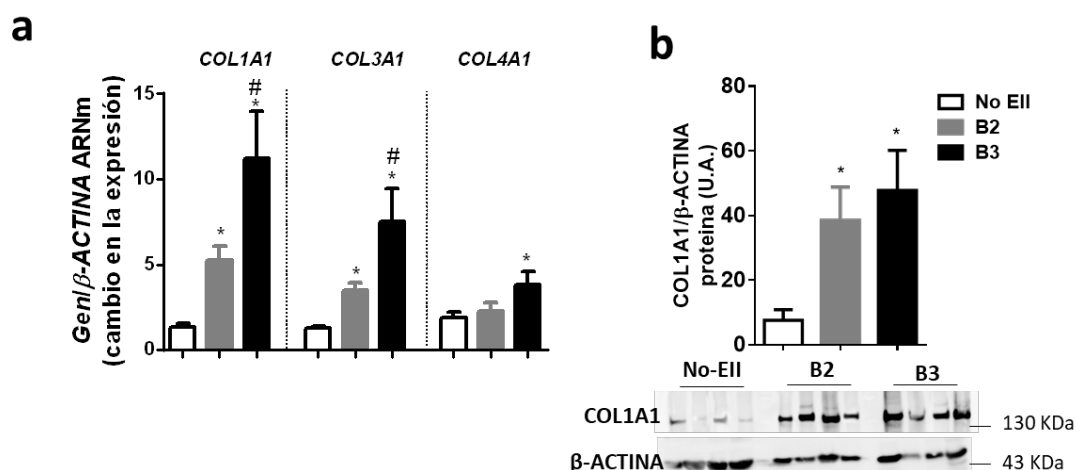 a
COL1A1 COL3A1 COL4A1
Gen/β-ACTINA ARNm
(cambio en la expresión)
15
10
5
0
* # * * # * *
b
COL1A1/β-ACTINA
proteina (U.A.)
80
60
40
20
0
* *
No EII
B2
B3
No-EII B2 B3
COL1A1 130 KDa
β-ACTINA 43 KDa